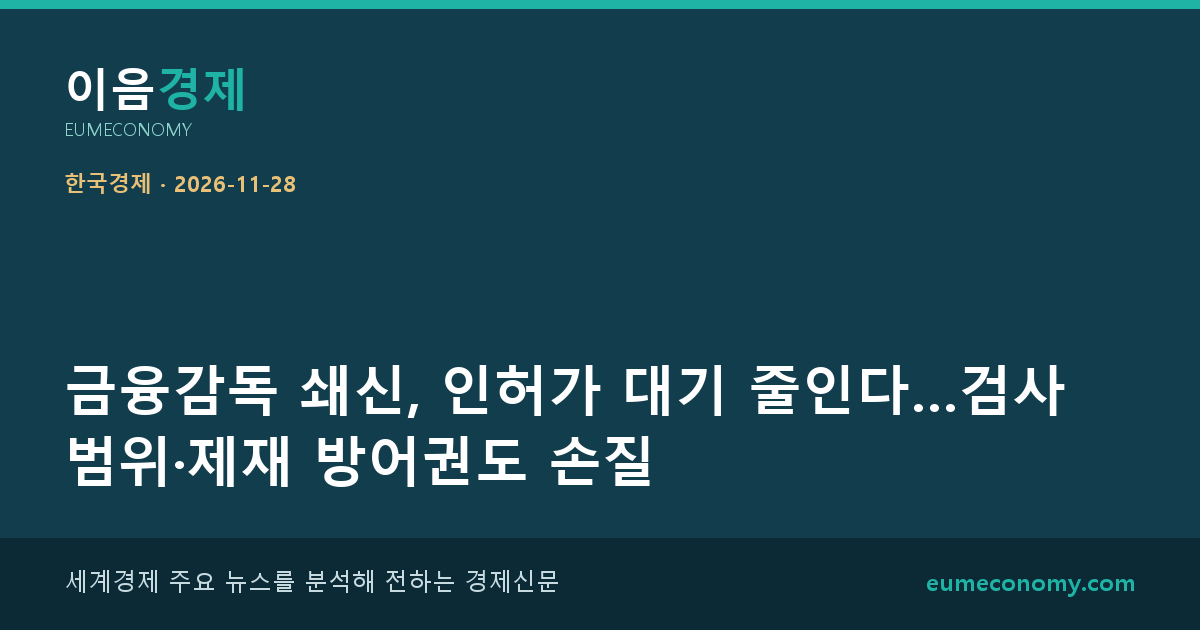 이음경제
EUMECONOMY
한국경제 · 2026-11-28
금융감독 쇄신, 인허가 대기 줄인다…검사
범위·제재 방어권도 손질
세계경제 주요 뉴스를 분석해 전하는 경제신문
eumeconomy.com